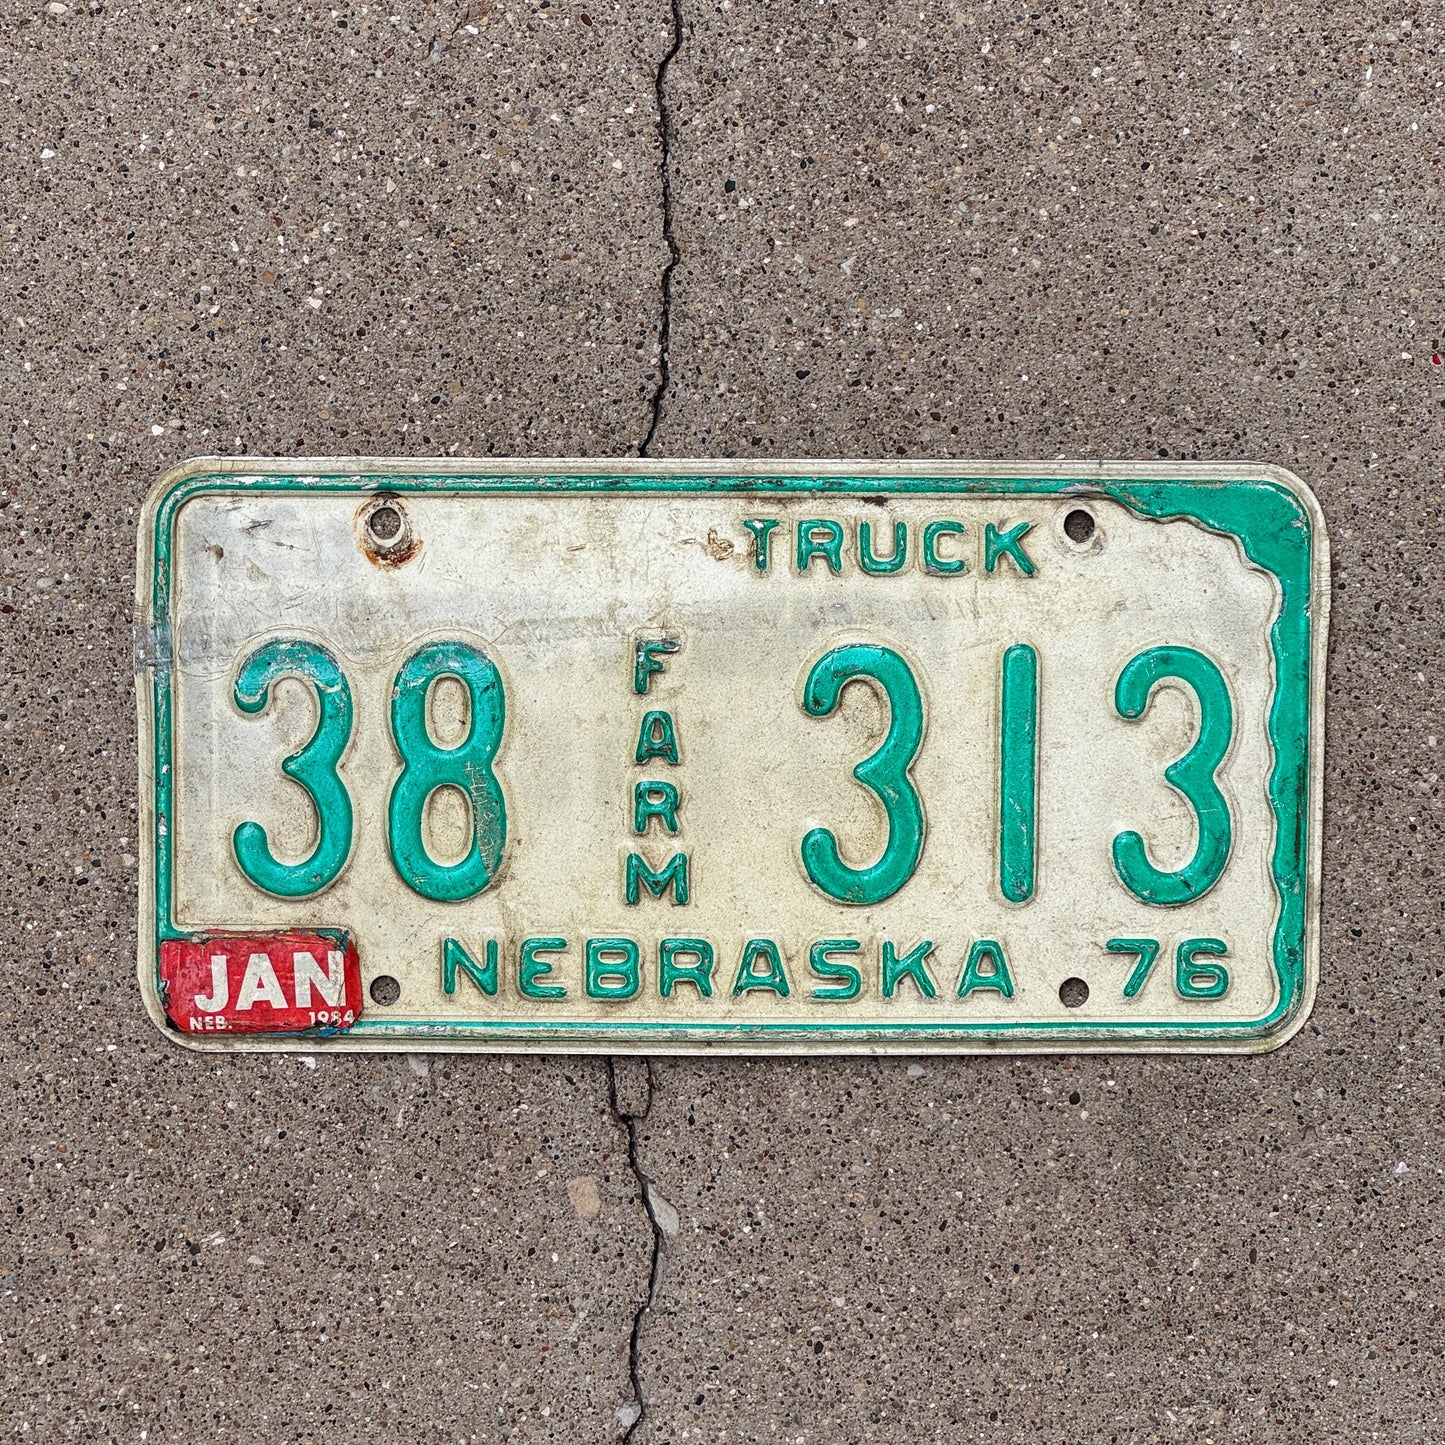 TRUCK
38 FARM 313
NEBRASKA 76
JAN
NEB. 1984